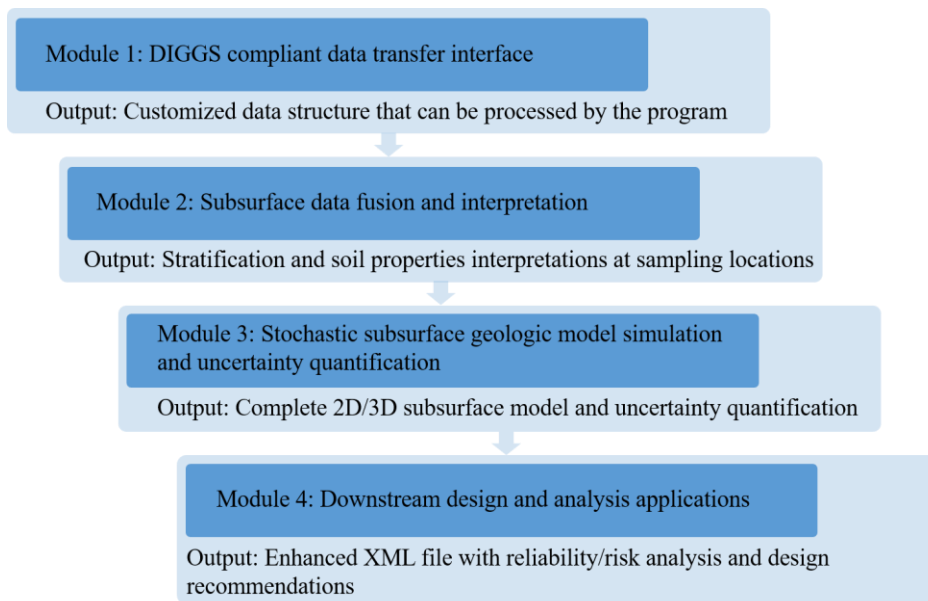 Module 1: DIGGS compliant data transfer interface
Output: Customized data structure that can be processed by the program
Module 2: Subsurface data fusion and interpretation
Output: Stratification and soil properties interpretations at sampling locations
Module 3: Stochastic subsurface geologic model simulation
and uncertainty quantification
Output: Complete 2D/3D subsurface model and uncertainty quantification
Module 4: Downstream design and analysis applications
Output: Enhanced XML file with reliability/risk analysis and design
recommendations